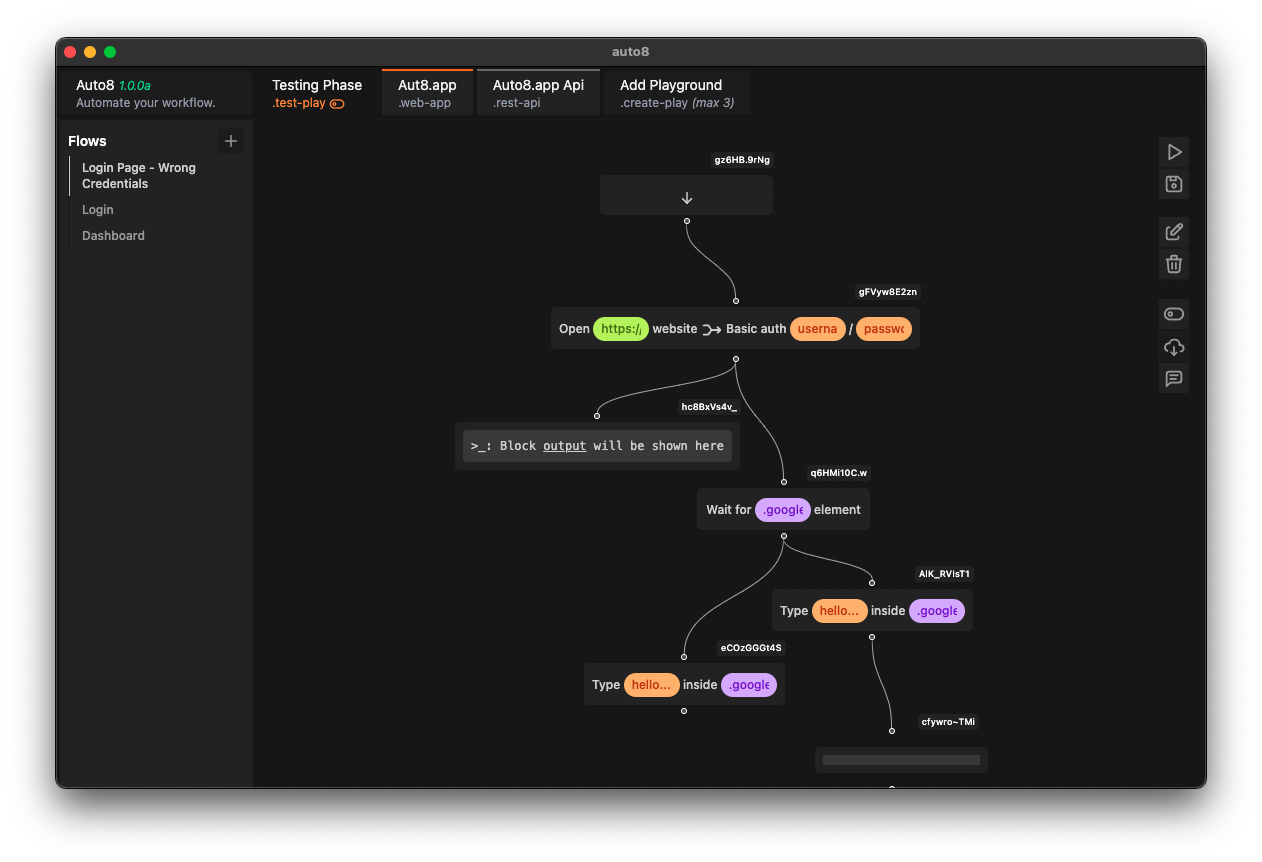 auto8
Auto8 1.0.0a
Automate your workflow.
Testing Phase
.test-play
Aut8.app
.web-app
Auto8.app Api
.rest-api
Add Playground
.create-play (max 3)
Flows
Login Page - Wrong
Credentials
Login
Dashboard
gz6HB.9rNg
gFVyw8E2zn
Open https:/ website Basic auth userna / passwo
hc8BxVs4v_
>_: Block output will be shown here
q6HMi10C.w
Wait for .google element
Type hello... inside .google
eCOzGGGt4S
Type hello... inside .google
cfywro~TMi